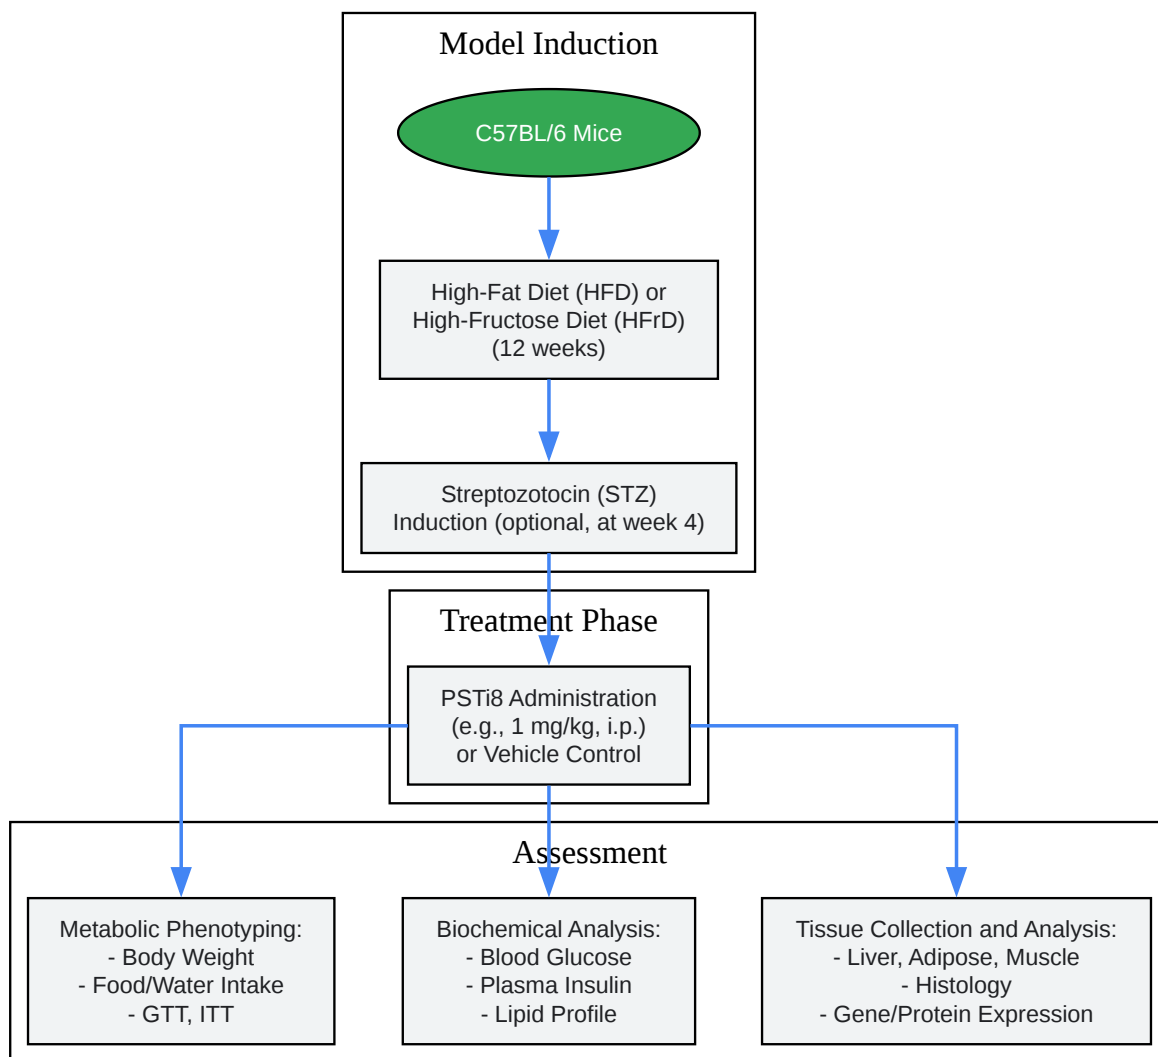 Model Induction
C57BL/6 Mice
High-Fat Diet (HFD) or
High-Fructose Diet (HFrD)
(12 weeks)
Streptozotocin (STZ)
Induction (optional, at week 4)
Treatment Phase
PSTi8 Administration
(e.g., 1 mg/kg, i.p.)
or Vehicle Control
Assessment
Metabolic Phenotyping:
- Body Weight
- Food/Water Intake
- GTT, ITT
Biochemical Analysis:
- Blood Glucose
- Plasma Insulin
- Lipid Profile
Tissue Collection and Analysis:
- Liver, Adipose, Muscle
- Histology
- Gene/Protein Expression